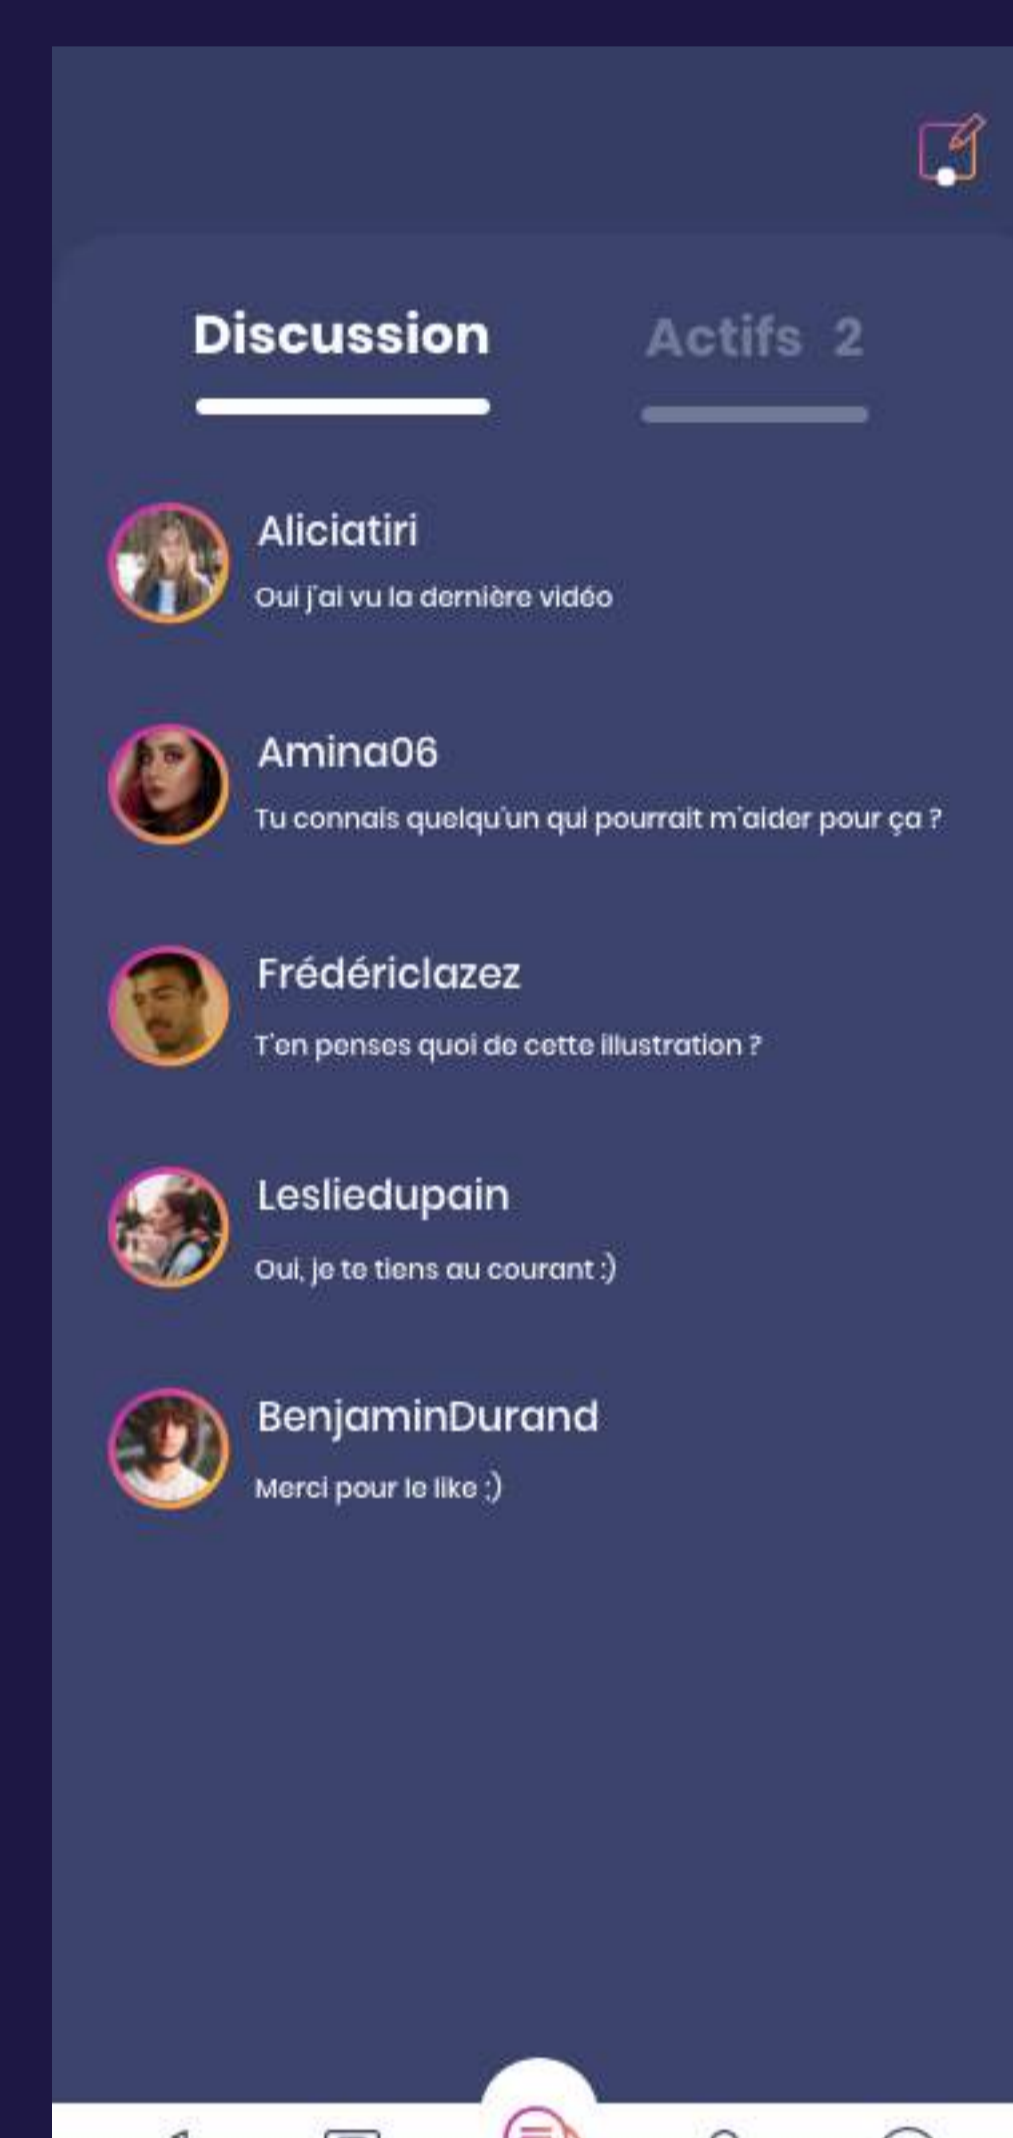 Discussion
Actifs 2
Aliciatiri
Oui j'ai vu la dernière vidéo
Amina06
Tu connais quelqu'un qui pourrait m'aider pour ça ?
Frédériclazez
T'en penses quoi de cette illustration ?
Lesliedupain
Oui, je te tiens au courant :)
BenjaminDurand
Merci pour le like ;)